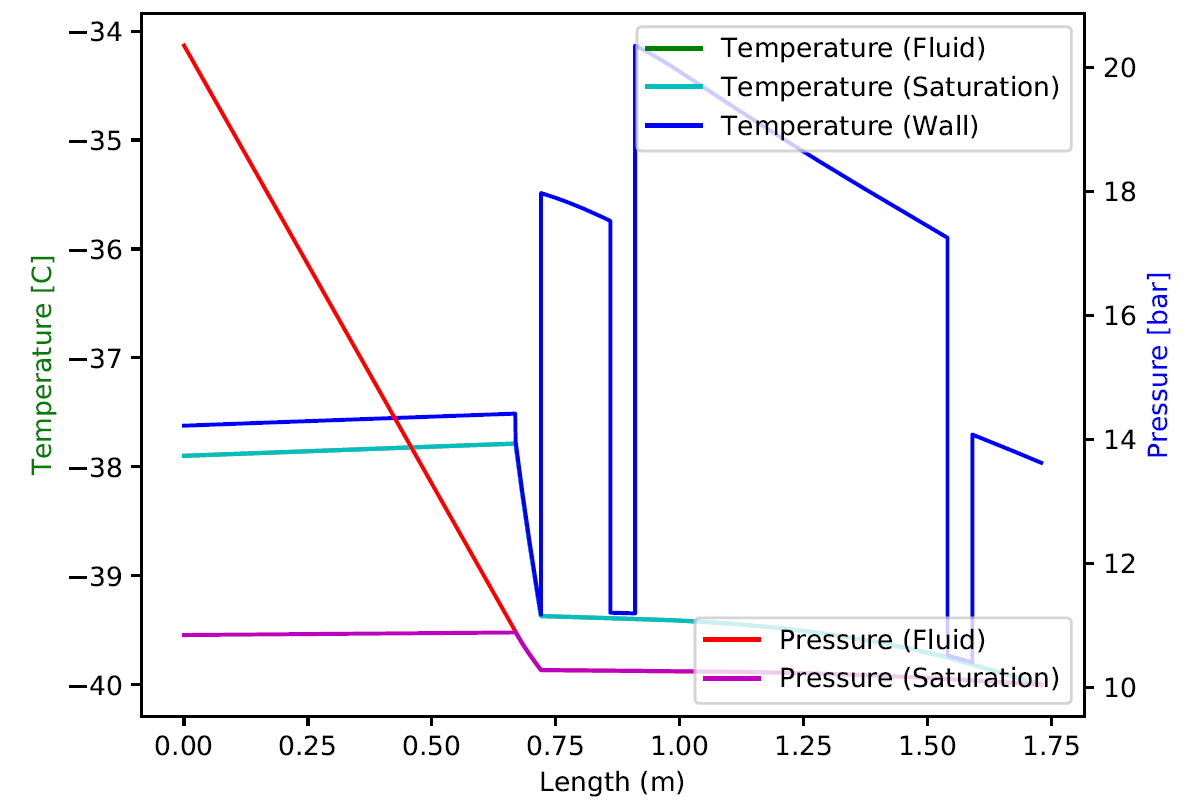 −34
−35
−36
−37
−38
−39
−40
Temperature [C]
Temperature (Fluid)
Temperature (Saturation)
Temperature (Wall)
20
18
16
14
12
10
Pressure [bar]
Pressure (Fluid)
Pressure (Saturation)
0.00 0.25 0.50 0.75 1.00 1.25 1.50 1.75
Length (m)